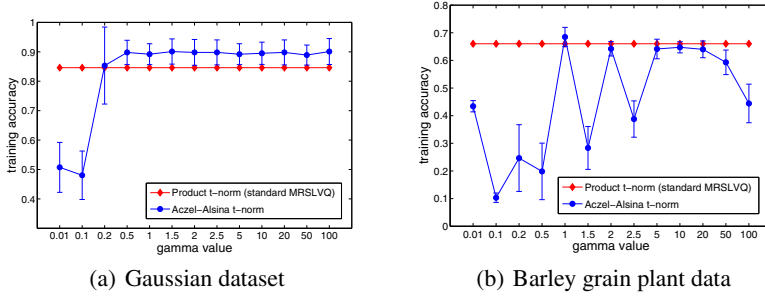 1
0.9
0.8
0.7
0.6
0.5
0.4
training accuracy
Product t−norm (standard MRSLVQ)
Aczel−Alsina t−norm
0.01 0.1 0.2 0.5 1 1.5 2 2.5 5 10 20 50 100
gamma value
(a) Gaussian dataset
0.8
0.7
0.6
0.5
0.4
0.3
0.2
0.1
0
training accuracy
Product t−norm (standard MRSLVQ)
Aczel−Alsina t−norm
0.01 0.1 0.2 0.5 1 1.5 2 2.5 5 10 20 50 100
gamma value
(b) Barley grain plant data